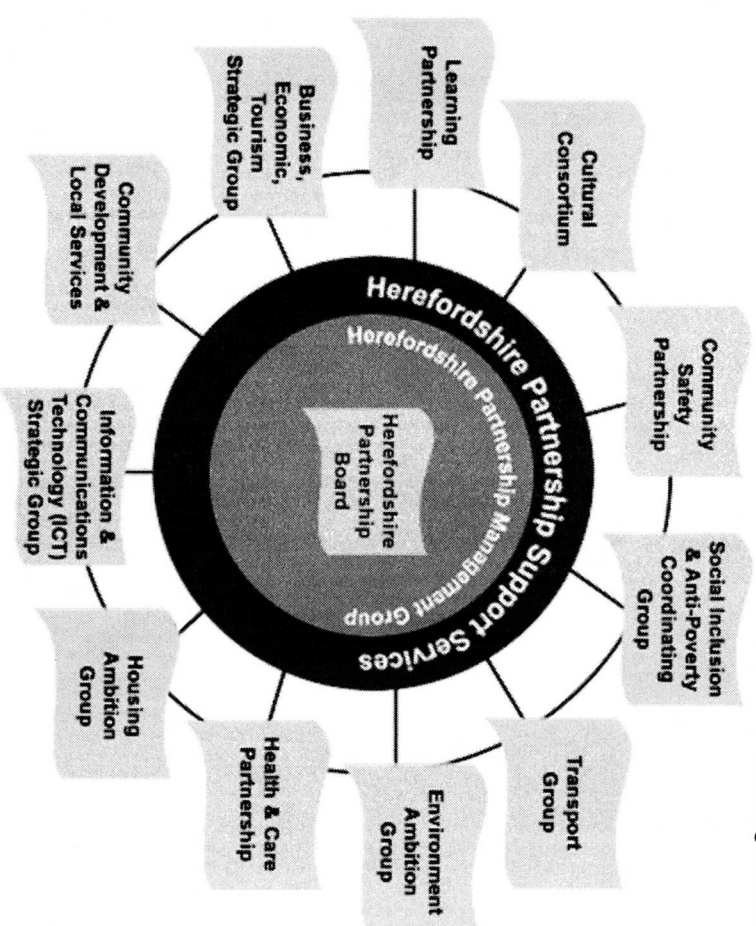 Herefordshire Partnership Support Services
Herefordshire Partnership Management Group
Herefordshire
Partnership
Board
Community
Safety
Partnership
Social Inclusion
& Anti-Poverty
Coordinating
Group
Transport
Group
Environment
Ambition
Group
Health & Care
Partnership
Housing
Ambition
Group
Information &
Communications
Technology (ICT)
Strategic Group
Community
Development &
Local Services
Business,
Economic,
Tourism
Strategic Group
Learning
Partnership
Cultural
Consortium